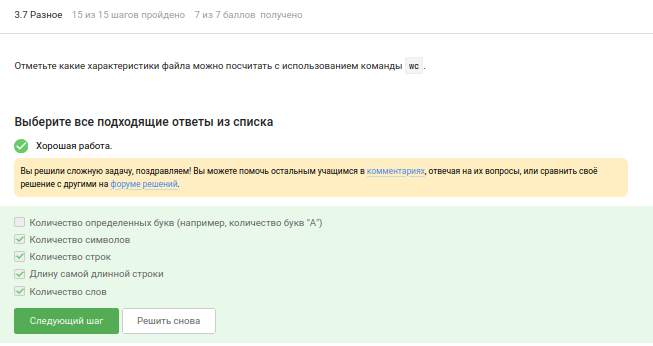 3.7 Разное 15 из 15 шагов пройдено 7 из 7 баллов получено
Отметьте какие характеристики файла можно посчитать с использованием команды wc.
Выберите все подходящие ответы из списка
Хорошая работа.
Вы решили сложную задачу, поздравляем! Вы можете помочь остальным учащимся в комментариях, отвечая на их вопросы, или сравнить своё
решение с другими на форуме решений.
Количество определенных букв (например, количество букв "A")
Количество символов
Количество строк
Длину самой длинной строки
Количество слов
Следующий шаг Решить снова